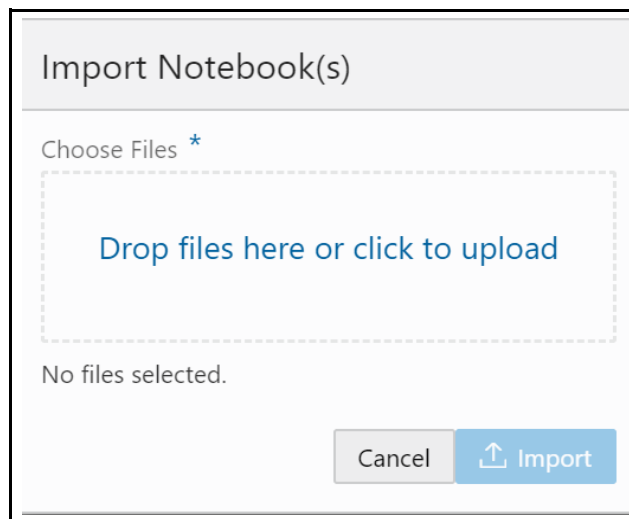 Import Notebook(s)
Choose Files *
Drop files here or click to upload
No files selected.
Cancel Import